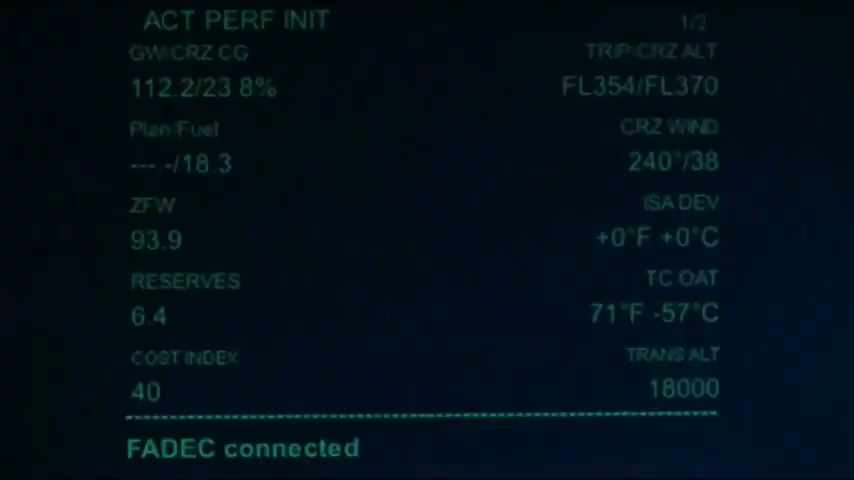 ACT PERF INIT 1/2
GW/CRZ CG TRIP/CRZ ALT
112.2/23.8% FL354/FL370
Plan/Fuel CRZ WIND
---.-/18.3 240°/38
ZFW ISA DEV
93.9 +0°F +0°C
RESERVES TC OAT
6.4 71°F -57°C
COST INDEX TRANS ALT
40 18000
FADEC connected